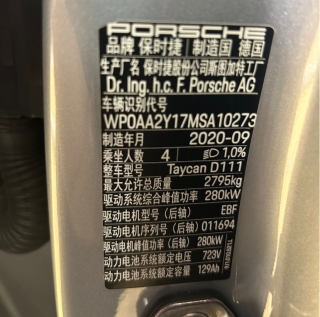 PORSCHE
品牌 保时捷 制造国 德国
生产厂名 保时捷股份公司斯图加特工厂
Dr. Ing. h.c. F. Porsche AG
车辆识别代号
WP0AA2Y17MSA10273
制造年月 2020-09
乘坐人数 4 1,0%
整车型号 Taycan D111
最大允许总质量 2795kg
驱动系统综合峰值功率 280kW
驱动电机型号（后轴） EBF
驱动电机序列号（后轴） 011694
驱动电机峰值功率（后轴） 280kW
动力电池系统额定电压 723V
动力电池系统额定容量 129Ah